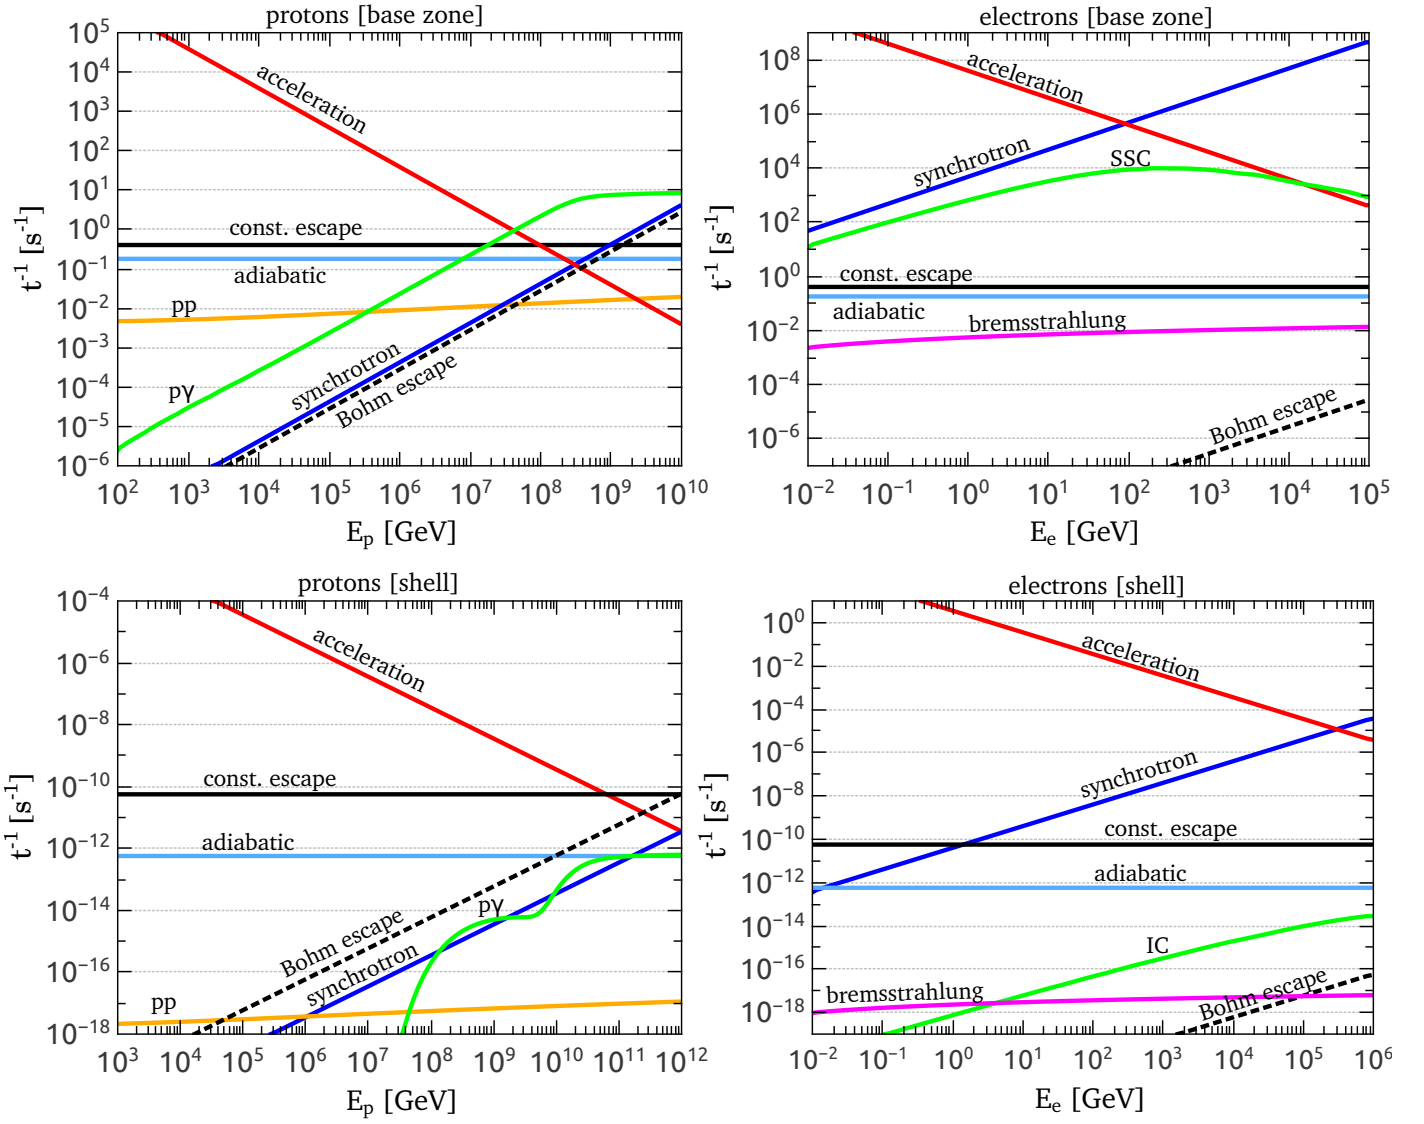 protons [base zone]
10^5
10^4
10^3
10^2
10^1
10^0
10^-1
10^-2
10^-3
10^-4
10^-5
10^-6
t^-1 [s^-1]
acceleration
const. escape
adiabatic
pp
pγ
synchrotron
Bohm escape
10^2 10^3 10^4 10^5 10^6 10^7 10^8 10^9 10^10
E_p [GeV]
electrons [base zone]
10^8
10^6
10^4
10^2
10^0
10^-2
10^-4
10^-6
t^-1 [s^-1]
acceleration
synchrotron
SSC
const. escape
adiabatic
bremsstrahlung
Bohm escape
10^-2 10^-1 10^0 10^1 10^2 10^3 10^4 10^5
E_e [GeV]
protons [shell]
10^-4
10^-6
10^-8
10^-10
10^-12
10^-14
10^-16
10^-18
t^-1 [s^-1]
acceleration
const. escape
adiabatic
pγ
Bohm escape
synchrotron
pp
10^3 10^4 10^5 10^6 10^7 10^8 10^9 10^10 10^11 10^12
E_p [GeV]
electrons [shell]
10^0
10^-2
10^-4
10^-6
10^-8
10^-10
10^-12
10^-14
10^-16
10^-18
t^-1 [s^-1]
acceleration
synchrotron
const. escape
adiabatic
IC
bremsstrahlung
Bohm escape
10^-2 10^-1 10^0 10^1 10^2 10^3 10^4 10^5 10^6
E_e [GeV]